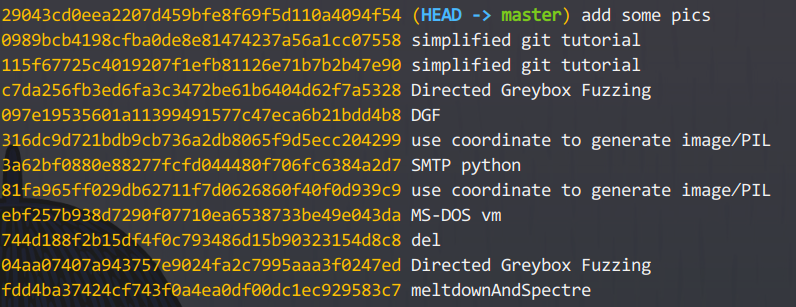 29043cd0eea2207d459bfe8f69f5d110a4094f54 (HEAD -> master) add some pics
0989bcb4198cfba0de8e81474237a56a1cc07558 simplified git tutorial
115f67725c4019207f1efb81126e71b7b2b47e90 simplified git tutorial
c7da256fb3ed6fa3c3472be61b6404d62f7a5328 Directed Greybox Fuzzing
097e19535601a11399491577c47eca6b21bdd4b8 DGF
316dc9d721bdb9cb736a2db8065f9d5ecc204299 use coordinate to generate image/PIL
3a62bf0880e88277fcfd044480f706fc6384a2d7 SMTP python
81fa965ff029db62711f7d0626860f40f0d939c9 use coordinate to generate image/PIL
ebf257b938d7290f07710ea6538733be49e043da MS-DOS vm
744d188f2b15df4f0c793486d15b90323154d8c8 del
04aa07407a943757e9024fa2c7995aaa3f0247ed Directed Greybox Fuzzing
fdd4ba37424cf743f0a4ea0df00dc1ec929583c7 meltdownAndSpectre